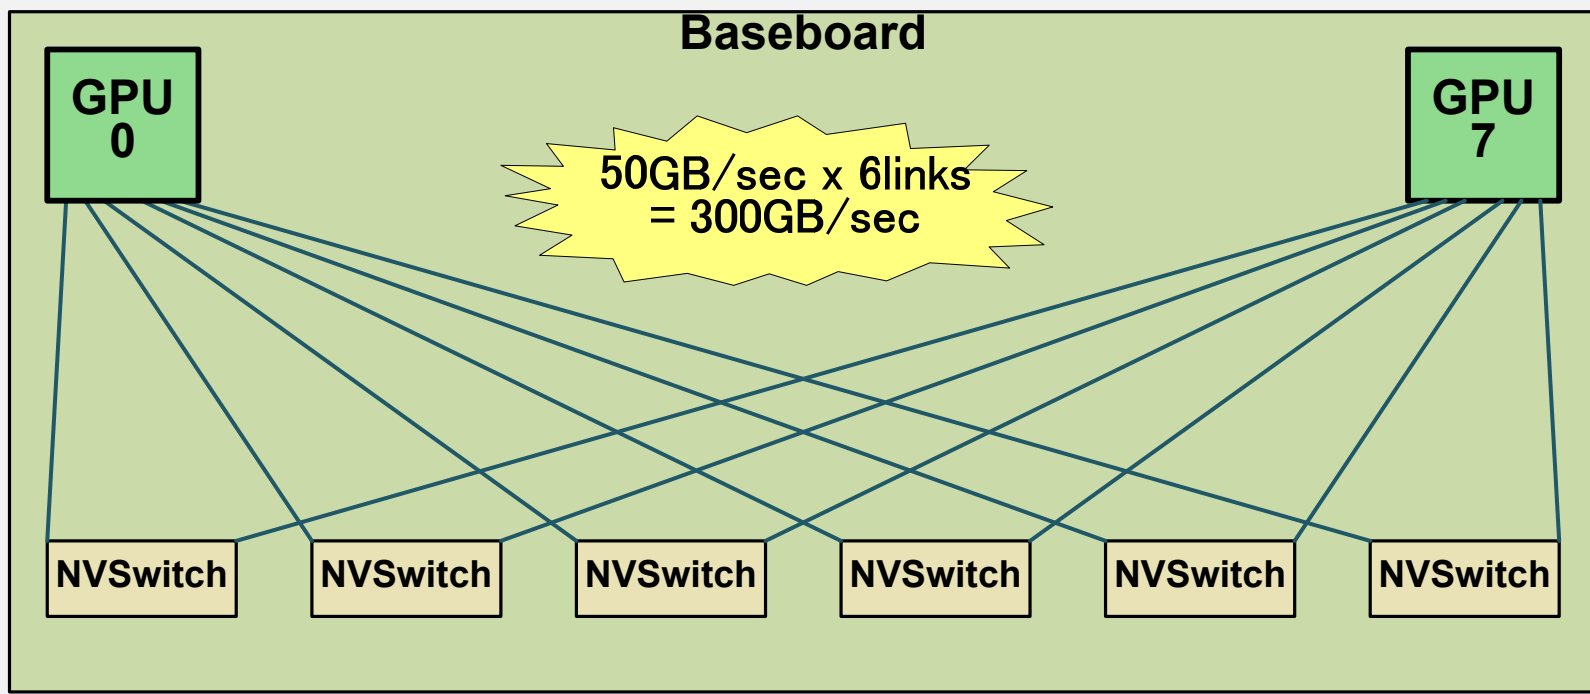 Baseboard
GPU
0
GPU
7
50GB/sec x 6links
= 300GB/sec
NVSwitch
NVSwitch
NVSwitch
NVSwitch
NVSwitch
NVSwitch